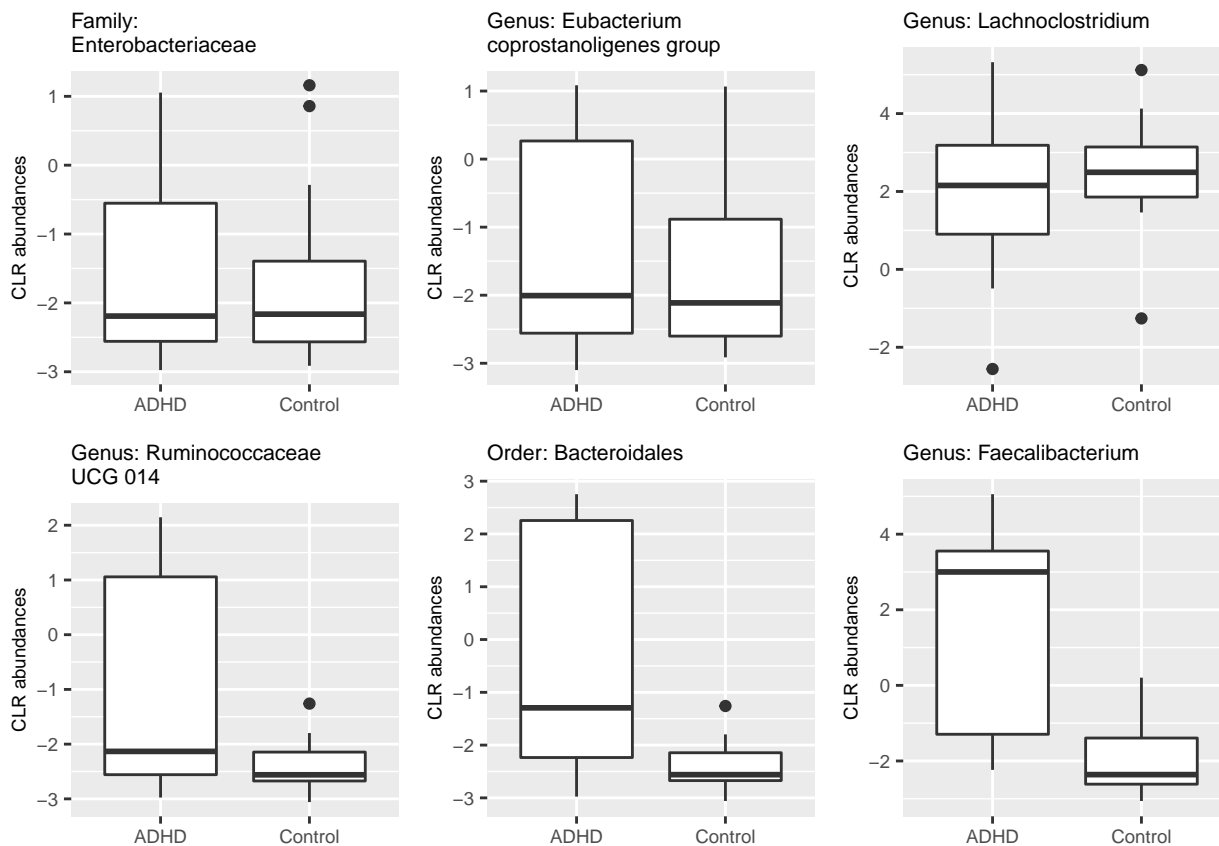 Family:
Enterobacteriaceae
CLR abundances
1
0
−1
−2
−3
ADHD
Control
Genus: Eubacterium
coprostanoligenes group
CLR abundances
1
0
−1
−2
−3
ADHD
Control
Genus: Lachnoclostridium
CLR abundances
4
2
0
−2
ADHD
Control
Genus: Ruminococcaceae
UCG 014
CLR abundances
2
1
0
−1
−2
−3
ADHD
Control
Order: Bacteroidales
CLR abundances
3
2
1
0
−1
−2
−3
ADHD
Control
Genus: Faecalibacterium
CLR abundances
4
2
0
−2
ADHD
Control